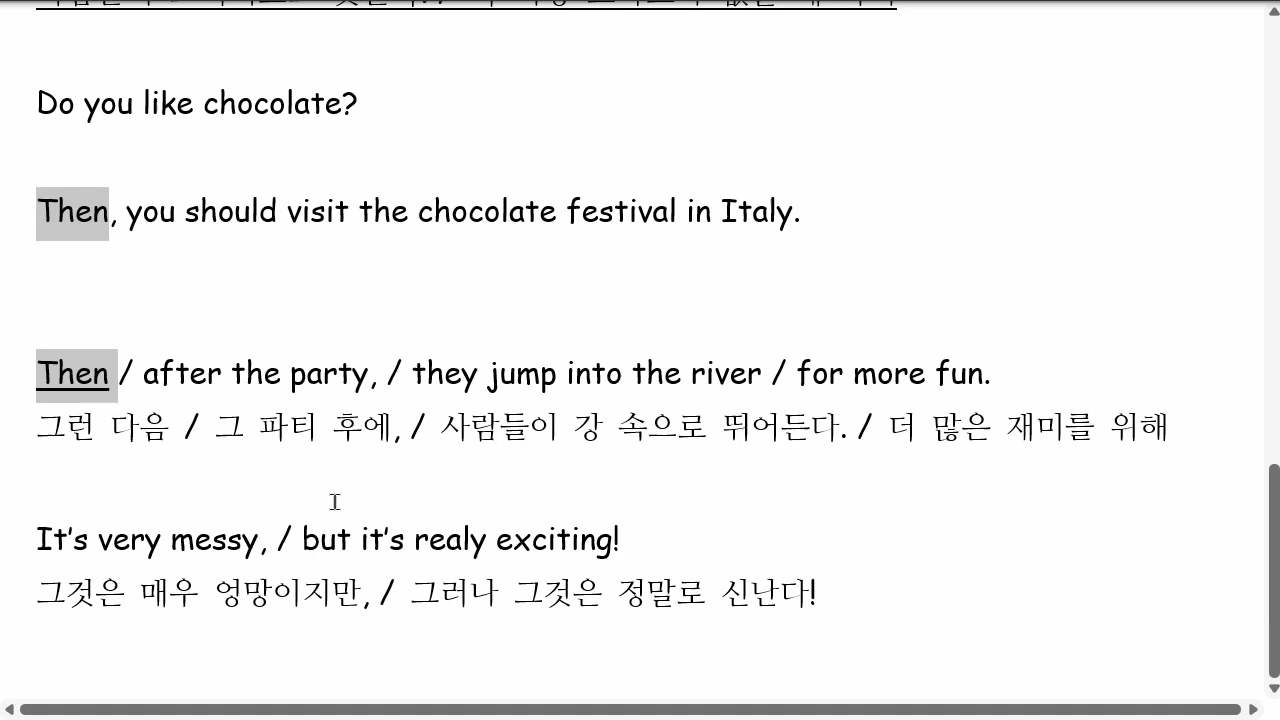 Do you like chocolate?
Then, you should visit the chocolate festival in Italy.
Then / after the party, / they jump into the river / for more fun.
그런 다음 / 그 파티 후에, / 사람들이 강 속으로 뛰어든다. / 더 많은 재미를 위해
It's very messy, / but it's realy exciting!
그것은 매우 엉망이지만, / 그러나 그것은 정말로 신난다!